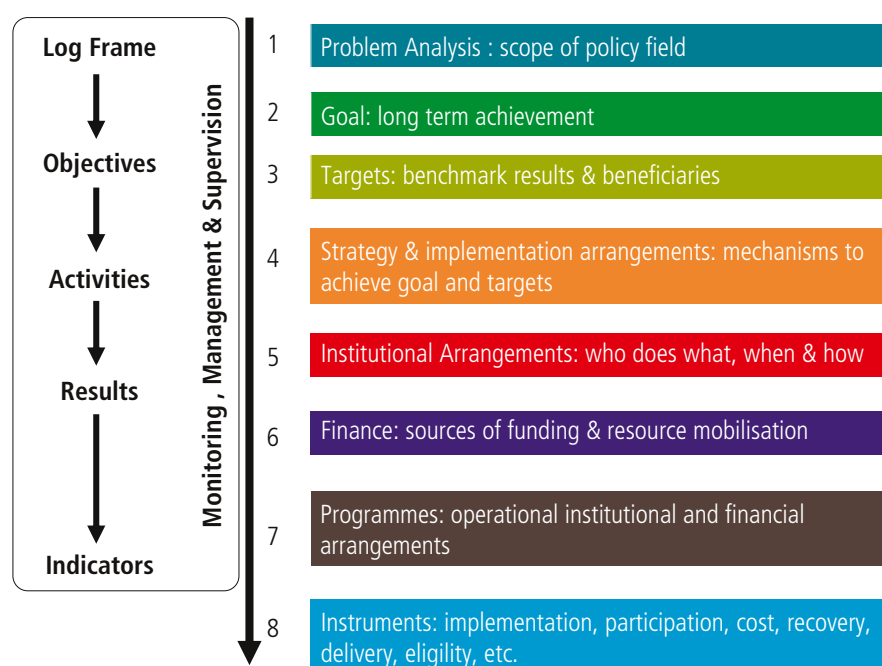 Log Frame
Objectives
Activities
Results
Indicators
Monitoring , Management & Supervision
1
Problem Analysis : scope of policy field
2
Goal: long term achievement
3
Targets: benchmark results & beneficiaries
4
Strategy & implementation arrangements: mechanisms to
achieve goal and targets
5
Institutional Arrangements: who does what, when & how
6
Finance: sources of funding & resource mobilisation
7
Programmes: operational institutional and financial
arrangements
8
Instruments: implementation, participation, cost, recovery,
delivery, eligility, etc.